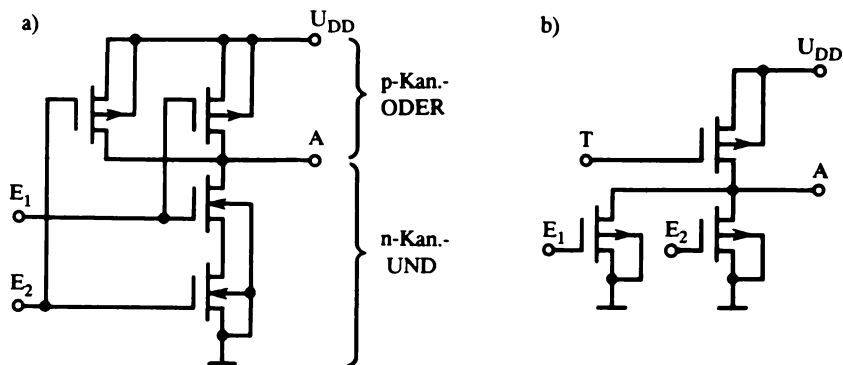 a)
U_DD
p-Kan.-
ODER
A
E_1
n-Kan.-
UND
E_2
b)
U_DD
T
A
E_1
E_2